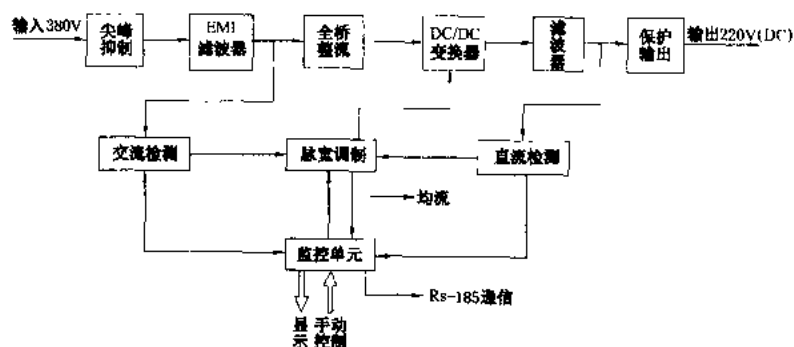 输入380V
尖峰
抑制
EMI
滤波器
全桥
整流
DC/DC
变换器
滤
波
器
保护
输出
输出220V(DC)
交流检测
脉宽调制
直流检测
均流
监控单元
Rs-185通信
显
示
手动
控制